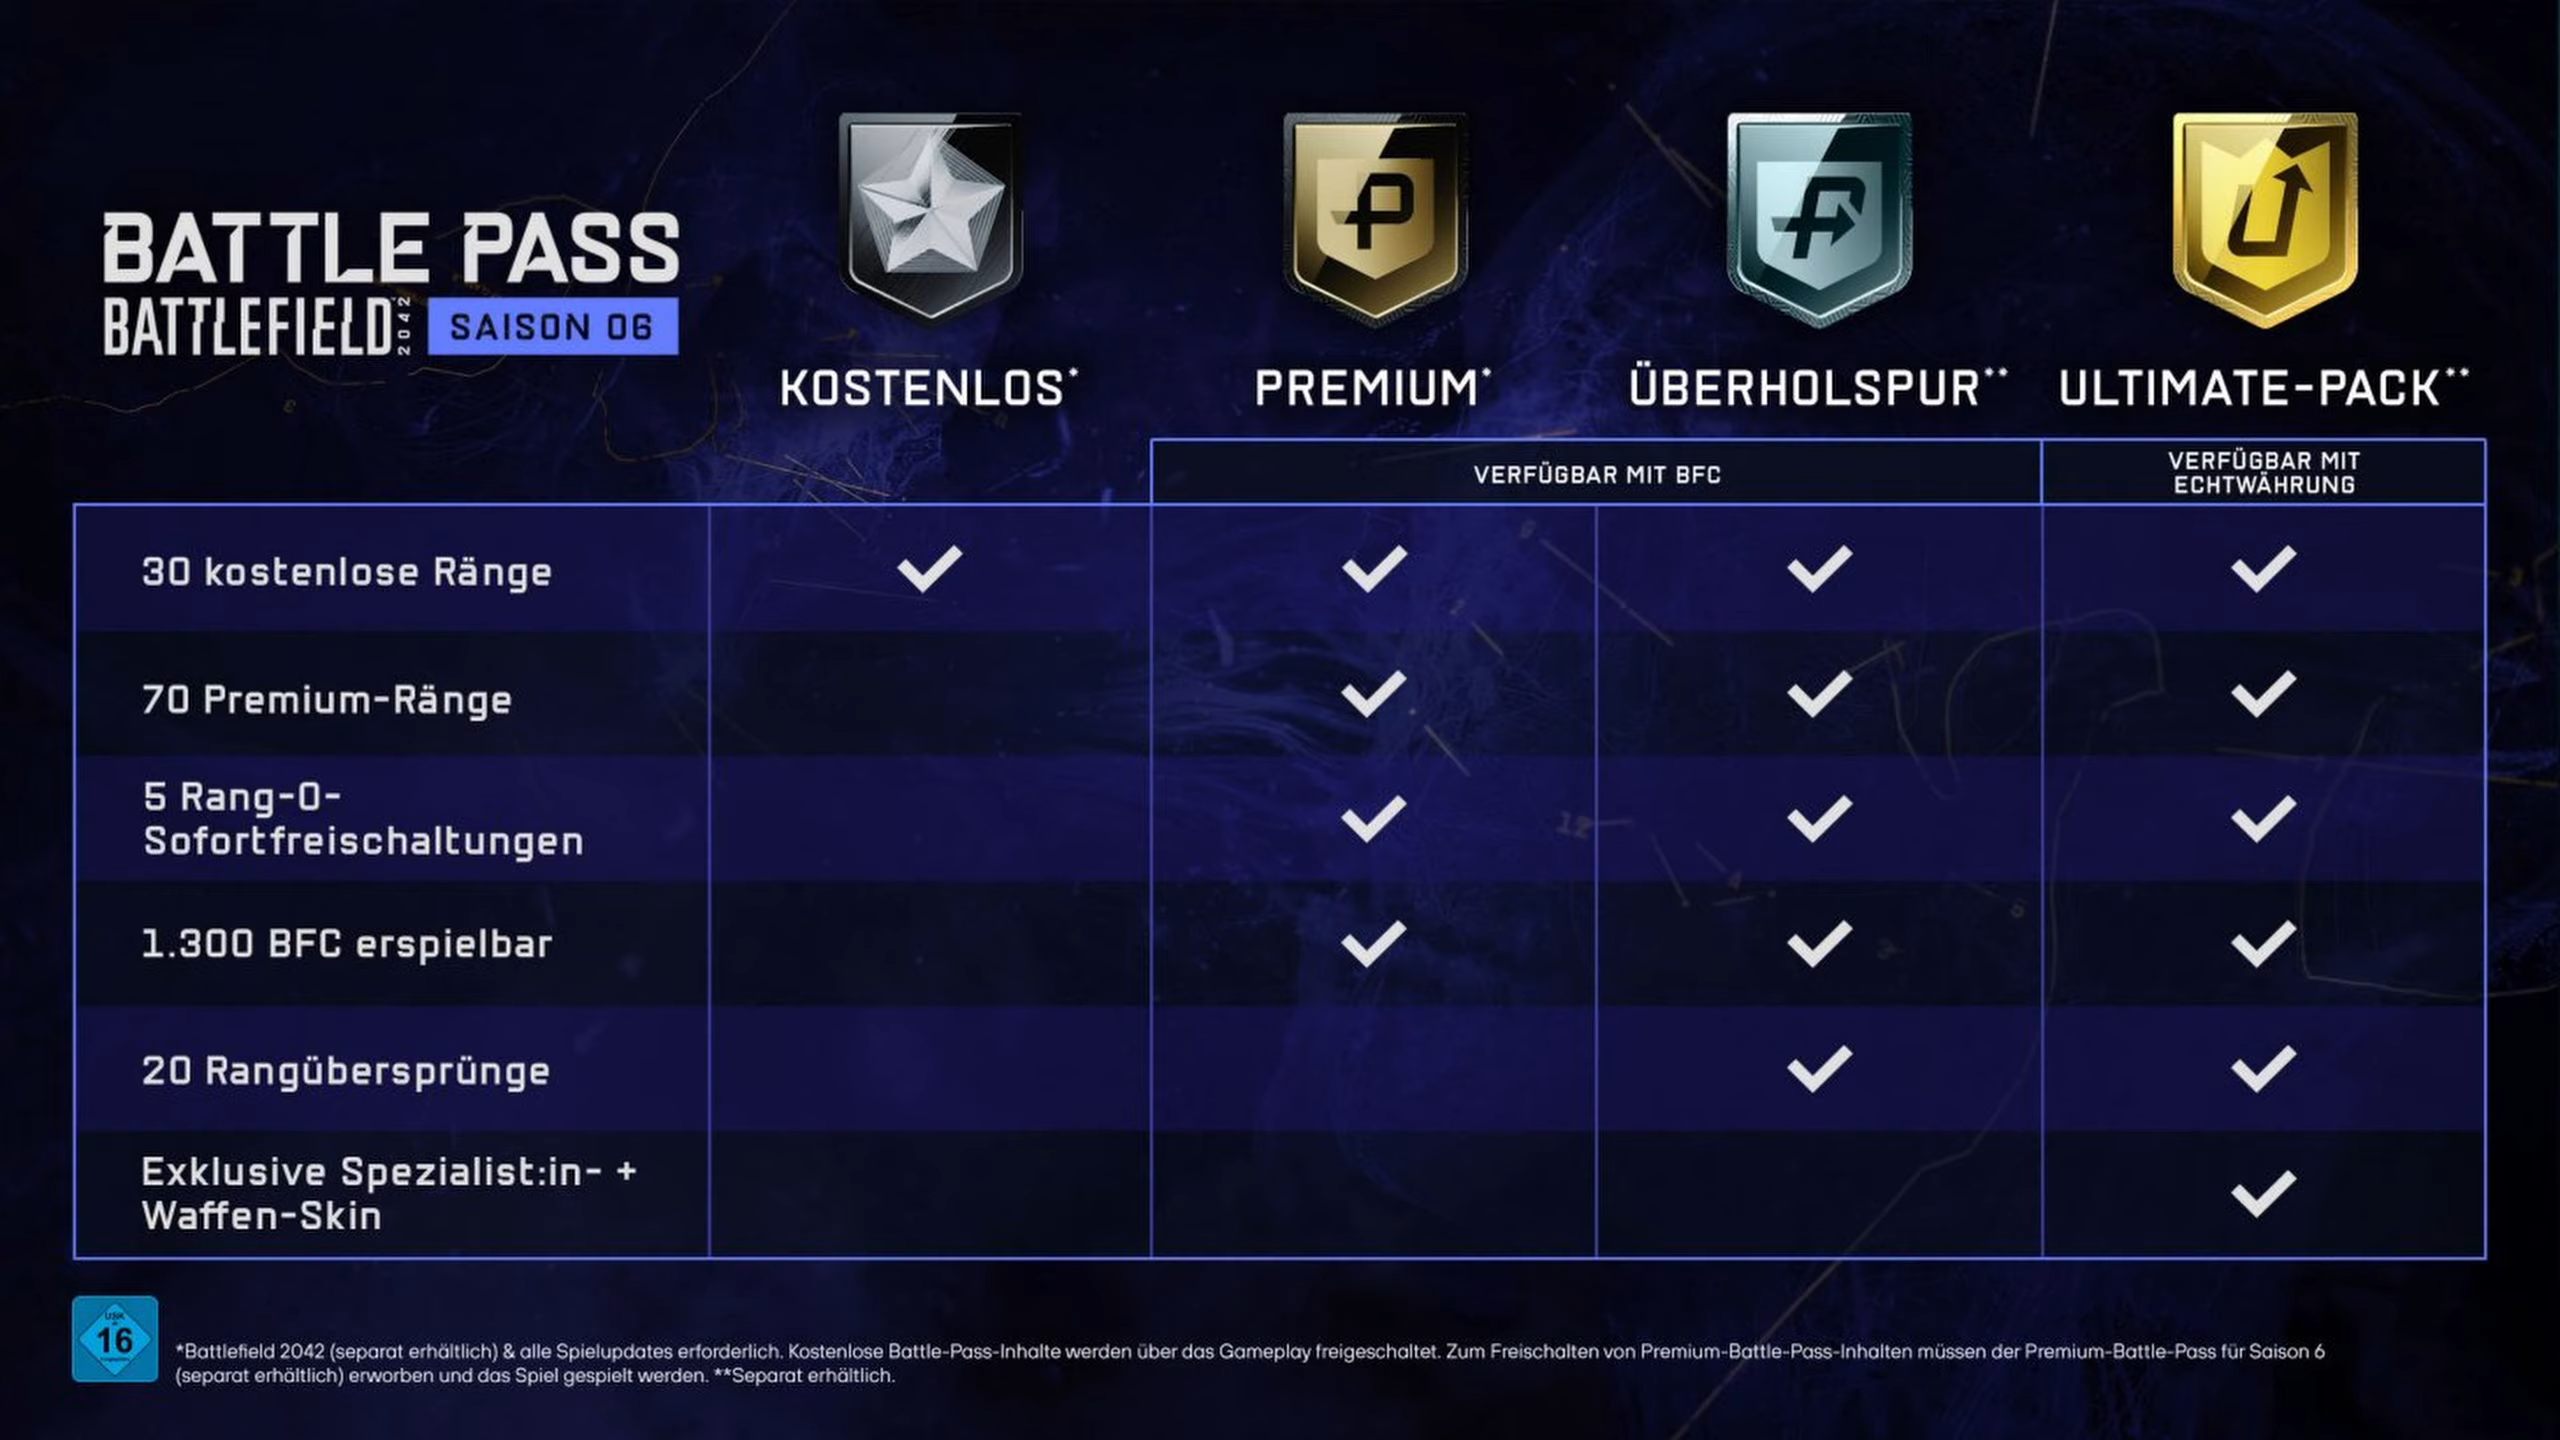 BATTLE PASS
BATTLEFIELD 2042 SAISON 06
KOSTENLOS* PREMIUM* ÜBERHOLSPUR** ULTIMATE-PACK**
VERFÜGBAR MIT BFC
VERFÜGBAR MIT
ECHTWÄHRUNG
30 kostenlose Ränge
70 Premium-Ränge
5 Rang-0-
Sofortfreischaltungen
1.300 BFC erspielbar
20 Rangübersprünge
Exklusive Spezialist:in- +
Waffen-Skin
USK
16
*Battlefield 2042 (separat erhältlich) & alle Spielupdates erforderlich. Kostenlose Battle-Pass-Inhalte werden über das Gameplay freigeschaltet. Zum Freischalten von Premium-Battle-Pass-Inhalten müssen der Premium-Battle-Pass für Saison 6
(separat erhältlich) erworben und das Spiel gespielt werden. **Separat erhältlich.